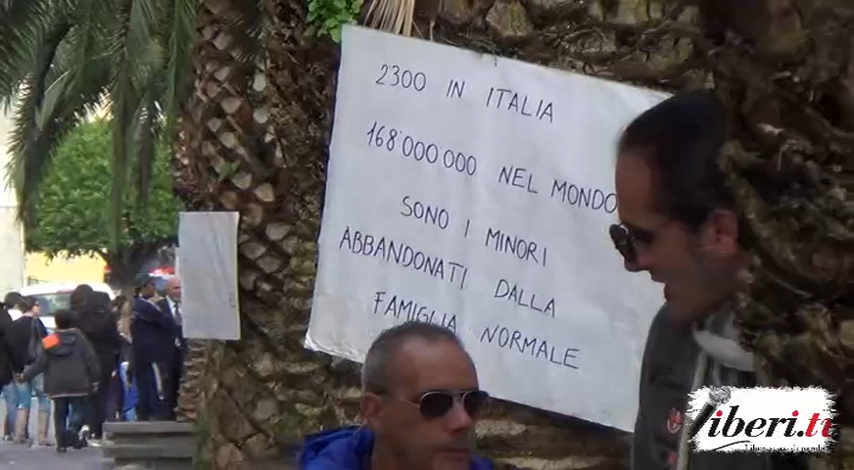 2300 IN ITALIA
168'000'000 NEL MONDO
SONO I MINORI
ABBANDONATI DALLA
FAMIGLIA NORMALE
liberi.tv